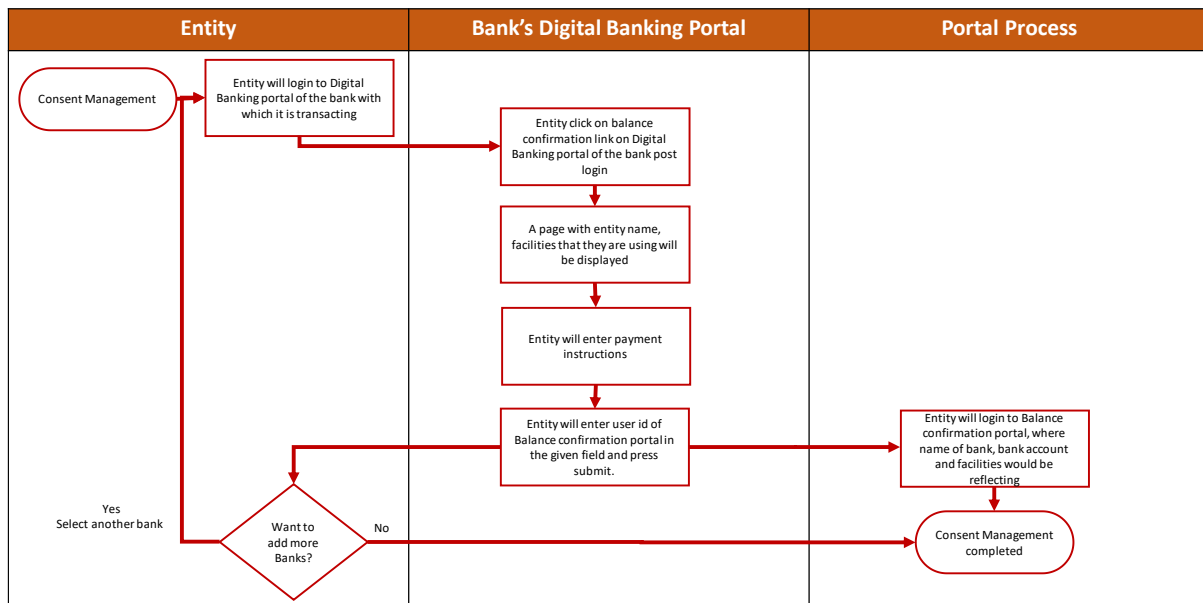 Entity
Bank's Digital Banking Portal
Portal Process
Consent Management
Entity will login to Digital
Banking portal of the bank with
which it is transacting
Entity click on balance
confirmation link on Digital
Banking portal of the bank post
login
A page with entity name,
facilities that they are using will
be displayed
Entity will enter payment
instructions
Entity will enter user id of
Balance confirmation portal in
the given field and press
submit.
Entity will login to Balance
confirmation portal, where
name of bank, bank account
and facilities would be
reflecting
Yes
Select another bank
Want to
add more
Banks?
No
Consent Management
completed